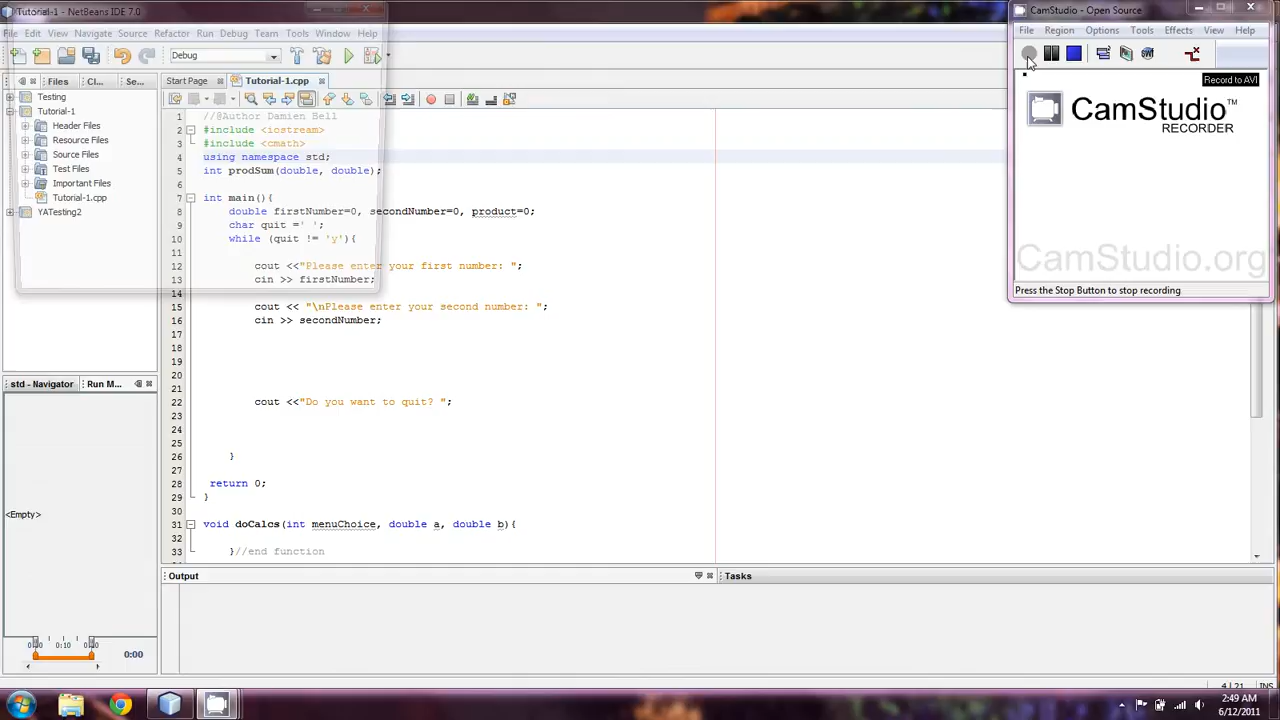 Tutorial-1 - NetBeans IDE 7.0
File Edit View Navigate Source Refactor Run Debug Team Tools Window Help
Debug
Files
Cl...
Se...
Start Page
Tutorial-1.cpp
Testing
Tutorial-1
Header Files
Resource Files
Source Files
Test Files
Important Files
Tutorial-1.cpp
YATesting2
1 //@Author Damien Bell
2 #include <iostream>
3 #include <cmath>
4 using namespace std;
5 int prodSum(double, double);
6
7 int main(){
8 double firstNumber=0, secondNumber=0, product=0;
9 char quit =' ';
10 while (quit != 'y'){
11
12 cout <<"Please enter your first number: ";
13 cin >> firstNumber;
14
15 cout << "\nPlease enter your second number: ";
16 cin >> secondNumber;
17
18
19
20
21
22 cout <<"Do you want to quit? ";
23
24
25
26 }
27
28 return 0;
29 }
30
31 void doCalcs(int menuChoice, double a, double b){
32
33 }//end function
std - Navigator
Run M...
<Empty>
0:10
0:00
Output
Tasks
4 / 21
INS
CamStudio - Open Source
File Region Options Tools Effects View Help
Record to AVI
CamStudio™
RECORDER
CamStudio.org
Press the Stop Button to stop recording
2:49 AM
6/12/2011